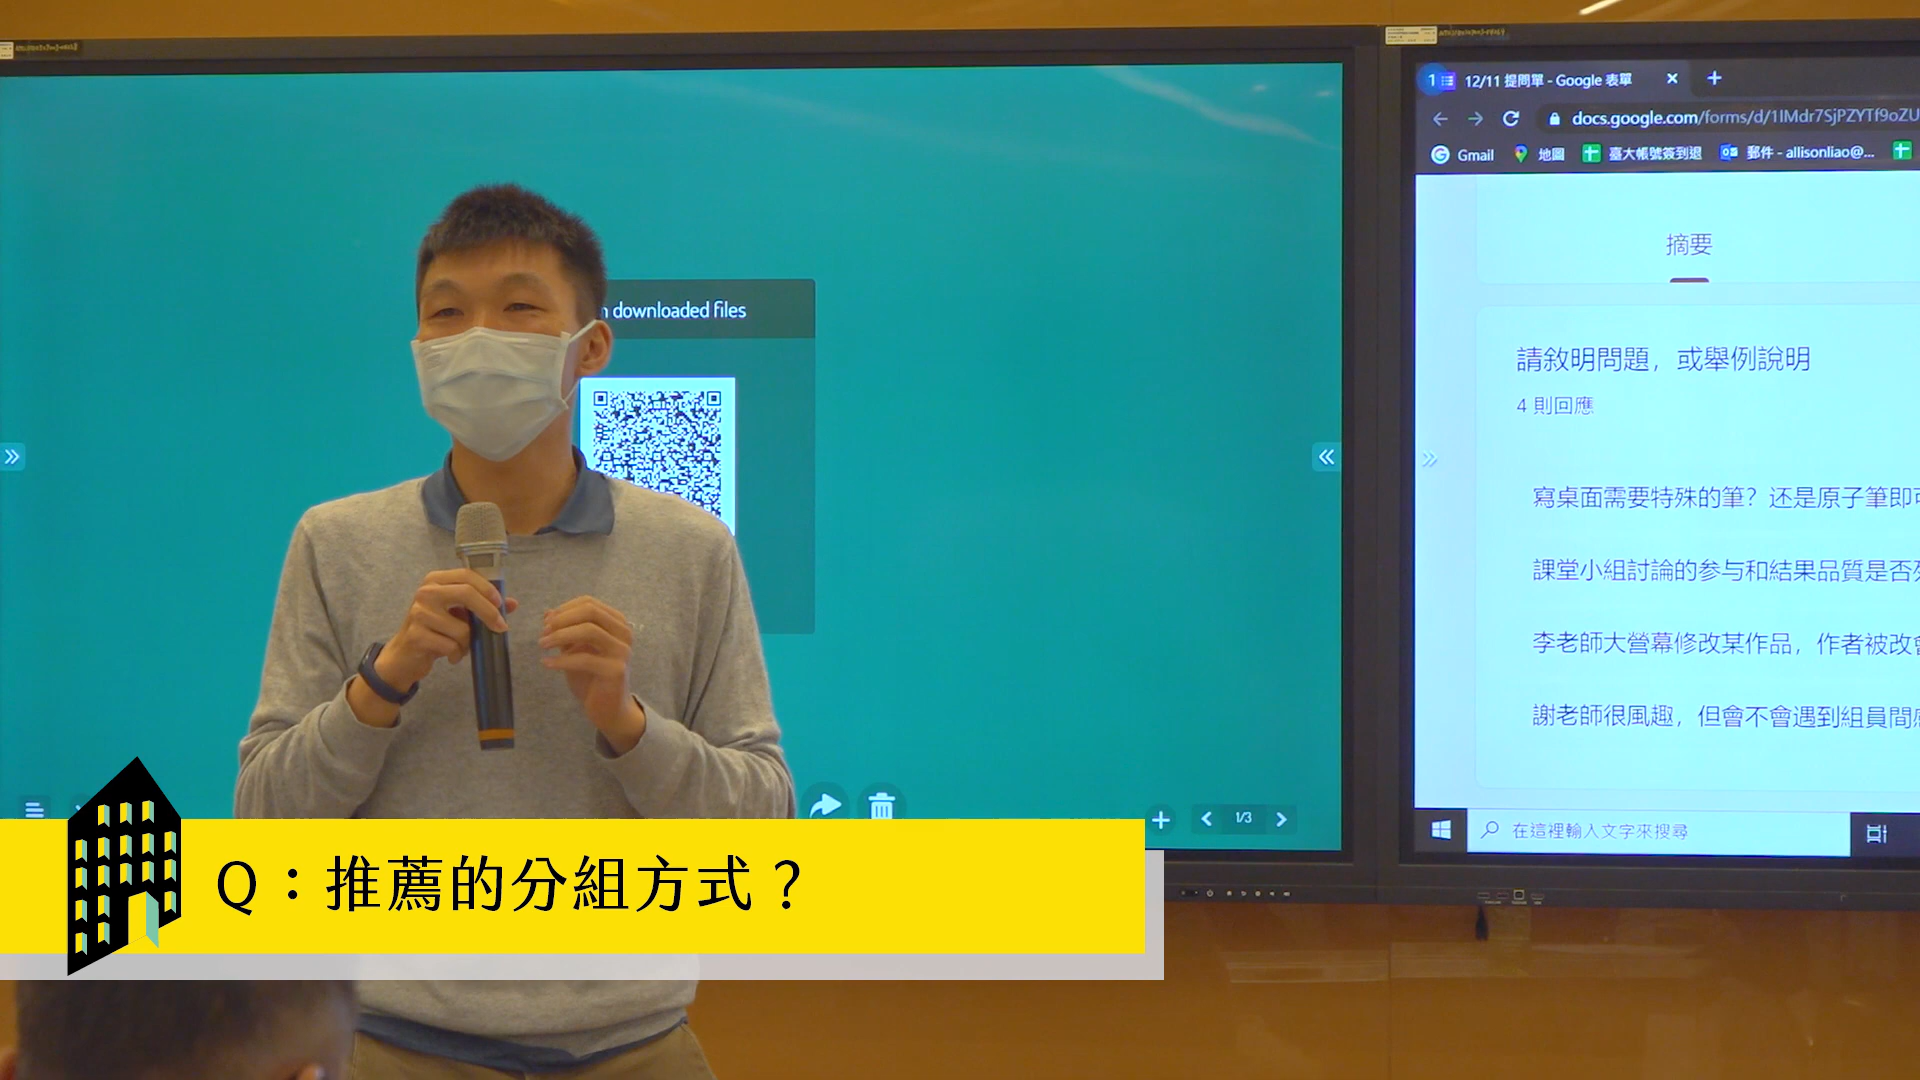 n downloaded files
1/3
1
12/11 提問單 - Google 表單
docs.google.com/forms/d/1IMdr7SjPZYTf9oZU
Gmail 地圖 臺大帳號簽到退 郵件 - allisonliao@...
摘要
請敘明問題，或舉例說明
4 則回應
寫桌面需要特殊的筆？还是原子筆即
課堂小組討論的参与和結果品質是否
李老師大營幕修改某作品，作者被改
謝老師很風趣，但會不會遇到組員間
在這裡輸入文字來搜尋
Q：推薦的分組方式？